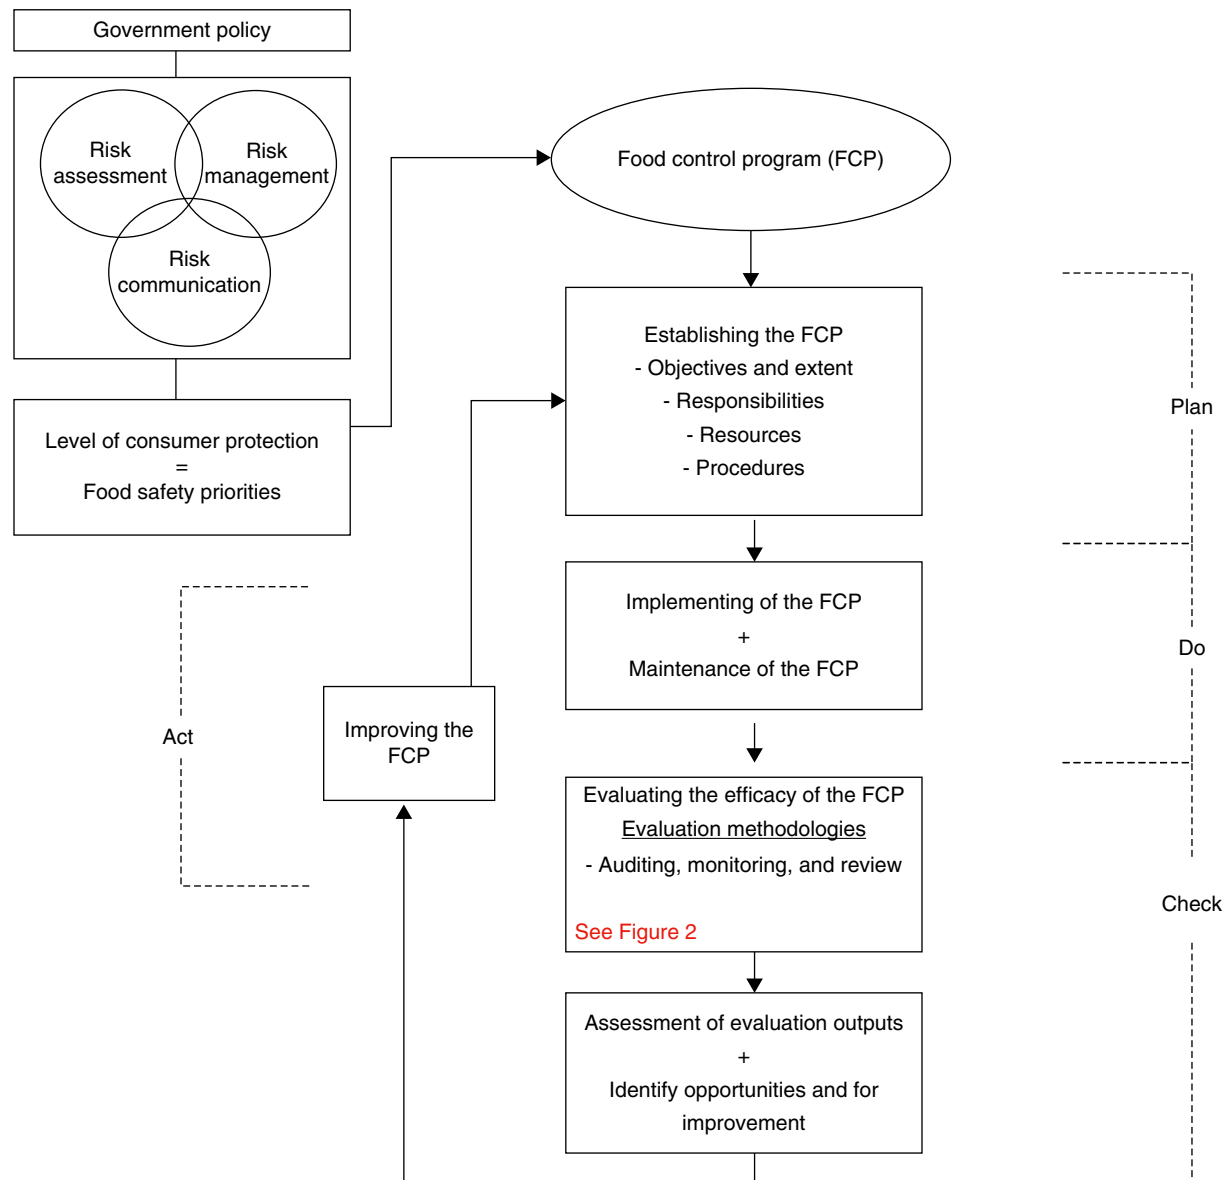 Government policy
Risk
assessment
Risk
management
Risk
communication
Level of consumer protection
=
Food safety priorities
Food control program (FCP)
Establishing the FCP
- Objectives and extent
- Responsibilities
- Resources
- Procedures
Plan
Implementing of the FCP
+
Maintenance of the FCP
Do
Act
Improving the
FCP
Evaluating the efficacy of the FCP
Evaluation methodologies
- Auditing, monitoring, and review
See Figure 2
Check
Assessment of evaluation outputs
+
Identify opportunities and for
improvement